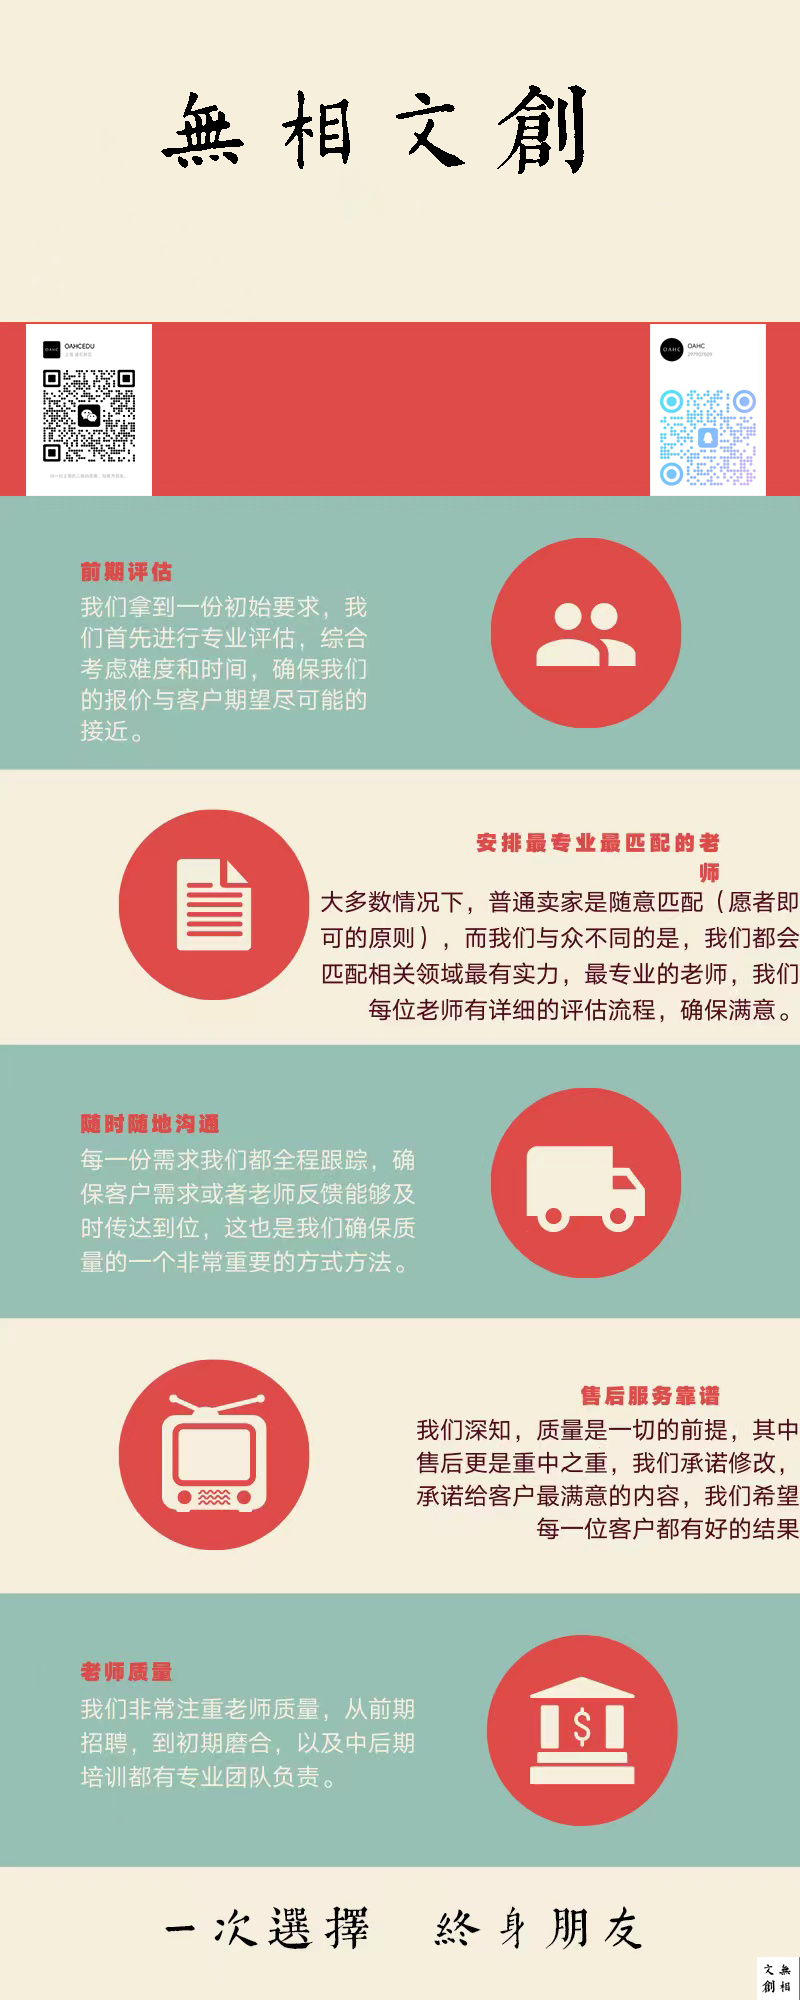 無相文創
OAHCEDU
OAHC
OAHC
OAHC
297937509
前期评估
我们拿到一份初始要求，我
们首先进行专业评估，综合
考虑难度和时间，确保我们
的报价与客户期望尽可能的
接近。
安排最专业最匹配的老
师
大多数情况下，普通卖家是随意匹配（愿者即
可的原则），而我们与众不同的是，我们都会
匹配相关领域最有实力，最专业的老师，我们
每位老师有详细的评估流程，确保满意。
随时随地沟通
每一份需求我们都全程跟踪，确
保客户需求或者老师反馈能够及
时传达到位，这也是我们确保质
量的一个非常重要的方式方法。
售后服务靠谱
我们深知，质量是一切的前提，其中
售后更是重中之重，我们承诺修改，
承诺给客户最满意的内容，我们希望
每一位客户都有好的结果
$
老师质量
我们非常注重老师质量，从前期
招聘，到初期磨合，以及中后期
培训都有专业团队负责。
一次選擇 終身朋友
無相
文創